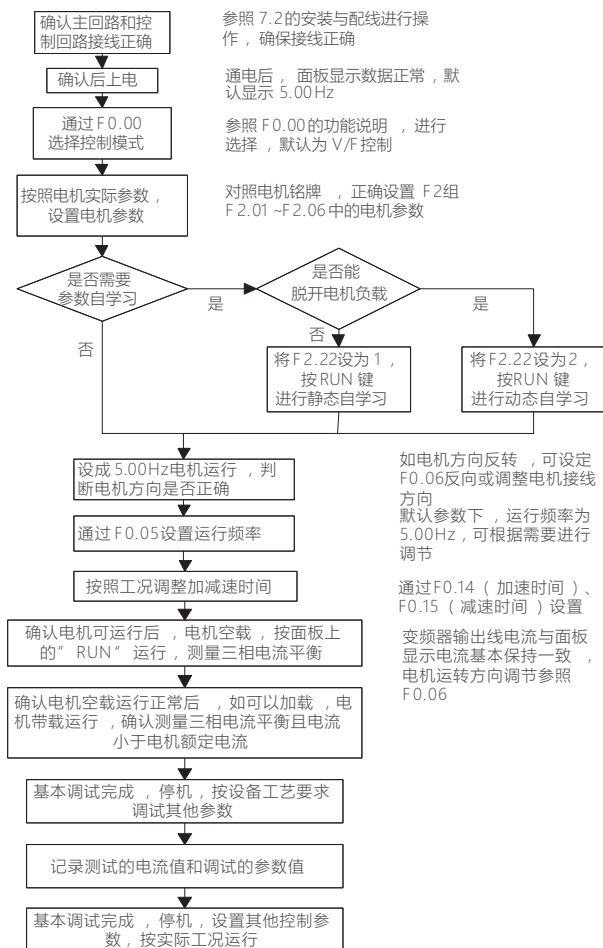 确认主回路和控
制回路接线正确
参照 7.2的安装与配线进行操
作，确保接线正确
确认后上电
通电后，面板显示数据正常，默
认显示 5.00Hz
通过F0.00
选择控制模式
参照 F0.00的功能说明 ，进行
选择，默认为 V/F控制
按照电机实际参数，
设置电机参数
对照电机铭牌 ，正确设置 F2组
F2.01 ~F2.06中的电机参数
是否需要
参数自学习
是
是否能
脱开电机负载
是
否
否
将F2.22设为1，
按RUN 键
进行静态自学习
将F2.22设为2，
按RUN 键
进行动态自学习
设成5.00Hz电机运行 ，判
断电机方向是否正确
如电机方向反转 ，可设定
F0.06反向或调整电机接线
方向
通过F0.05设置运行频率
默认参数下，运行频率为
5.00Hz，可根据需要进行
调节
按照工况调整加减速时间
通过F0.14（ 加速时间 ）、
F0.15（ 减速时间 ）设置
确认电机可运行后 ，电机空载，按面板上
的” RUN“ 运行，测量三相电流平衡
变频器输出线电流与面板
显示电流基本保持一致 ，
电机运转方向调节参照
F0.06
确认电机空载运行正常后 ，如可以加载 ，电
机带载运行，确认测量三相电流平衡且电流
小于电机额定电流
基本调试完成 ，停机，按设备工艺要求
调试其他参数
记录测试的电流值和调试的参数值
基本调试完成 ，停机，设置其他控制参
数，按实际工况运行